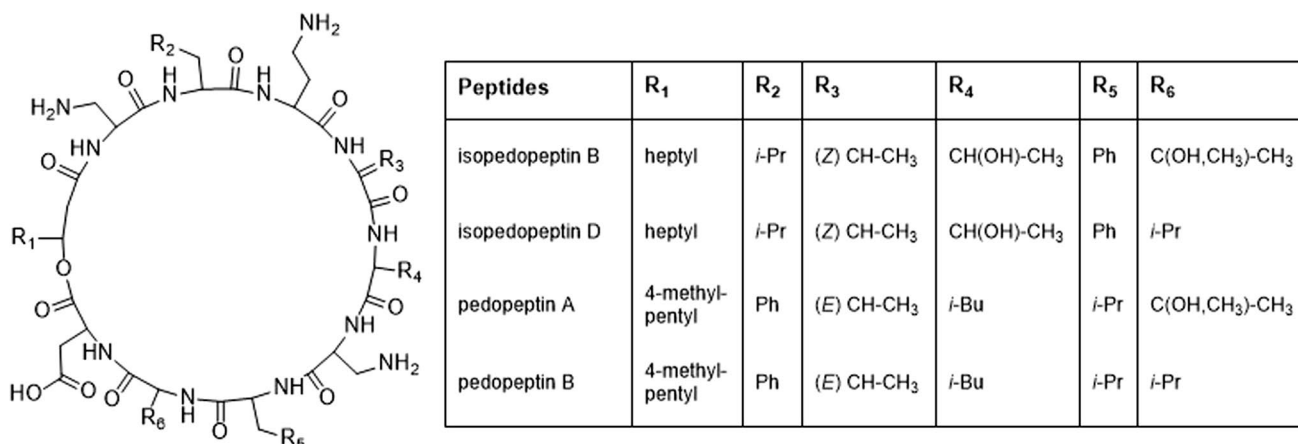 NH₂
R₂
O
H
N
O
H
N
H₂N
O
O
NH
HN
R₃
O
O
NH
R₁
R₄
O
O
O
NH
HN
O
NH₂
HO
O
O
N
H
NH
O
R₆
O
R₅
Peptides R₁ R₂ R₃ R₄ R₅ R₆
isopedopeptin B heptyl i-Pr (Z) CH-CH₃ CH(OH)-CH₃ Ph C(OH,CH₃)-CH₃
isopedopeptin D heptyl i-Pr (Z) CH-CH₃ CH(OH)-CH₃ Ph i-Pr
pedopeptin A 4-methyl-pentyl Ph (E) CH-CH₃ i-Bu i-Pr C(OH,CH₃)-CH₃
pedopeptin B 4-methyl-pentyl Ph (E) CH-CH₃ i-Bu i-Pr i-Pr